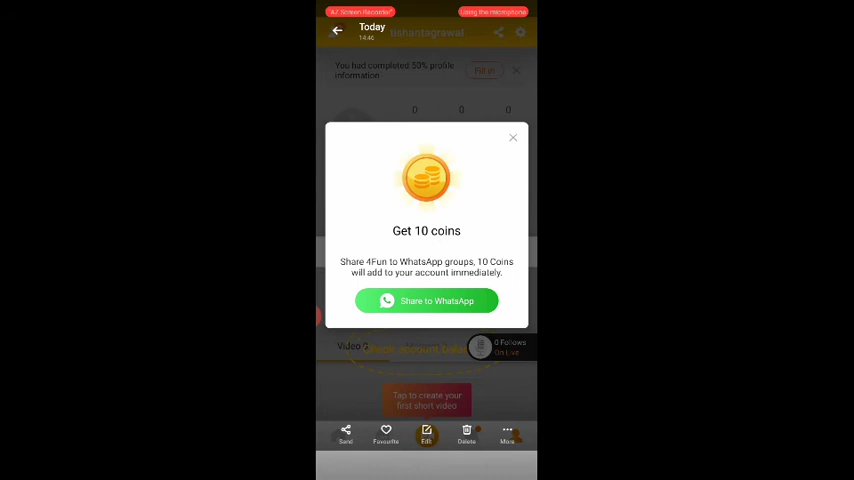 AZ Screen Recorder"
Using the microphone
Today
14:46
tishantagrawal
You had completed 50% profile
information.
Fill in
0 0 0
Get 10 coins
Share 4Fun to WhatsApp groups, 10 Coins
will add to your account immediately.
Share to WhatsApp
Video 0
0 Follows
On Live
Tap to create your
first short video
Send
Favourite
Edit
Delete
More